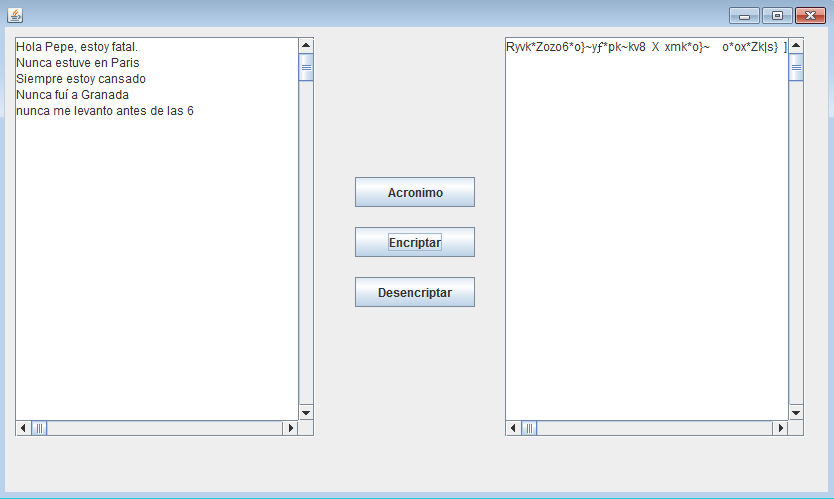 Hola Pepe, estoy fatal.
Nunca estuve en Paris
Siempre estoy cansado
Nunca fuí a Granada
nunca me levanto antes de las 6
Acronimo
Encriptar
Desencriptar
Ryvk*Zozo6*o}~yƒ*pk~kv8 X xmk*o}~ o*ox*Zk|s} ]